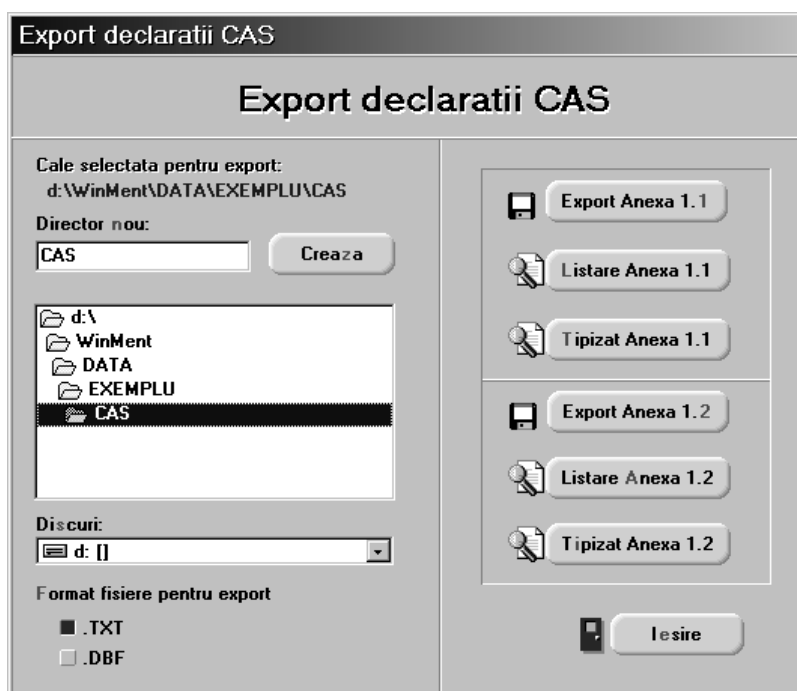 Export declaratii CAS
Export declaratii CAS
Cale selectata pentru export:
d:\WinMent\DATA\EXEMPLU\CAS
Director nou:
CAS
Creaza
d:\
WinMent
DATA
EXEMPLU
CAS
Discuri:
d: []
Format fisiere pentru export
.TXT
.DBF
Export Anexa 1.1
Listare Anexa 1.1
Tipizat Anexa 1.1
Export Anexa 1.2
Listare Anexa 1.2
Tipizat Anexa 1.2
Iesire